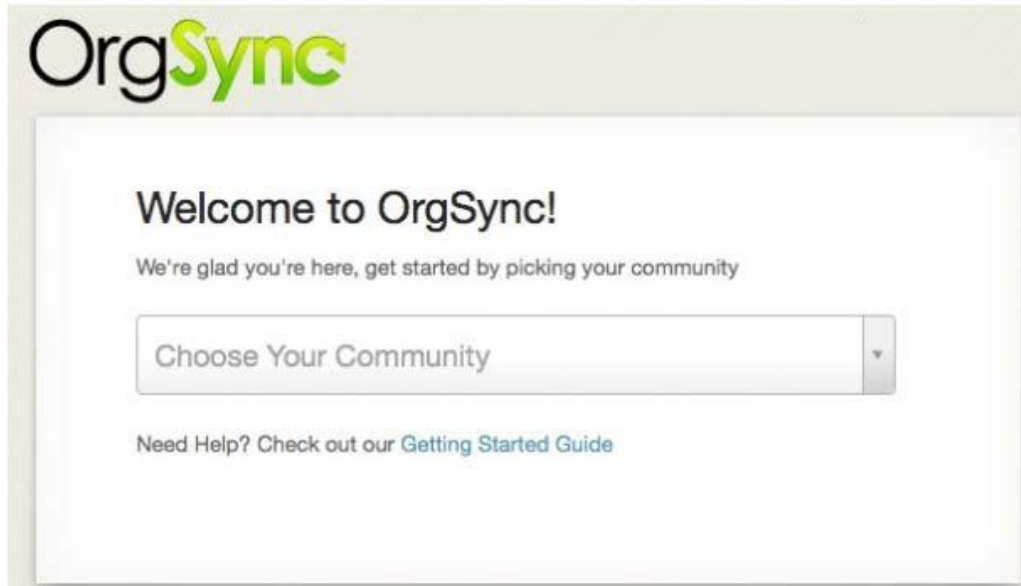 OrgSync
Welcome to OrgSync!
We're glad you're here, get started by picking your community
Choose Your Community
Need Help? Check out our Getting Started Guide